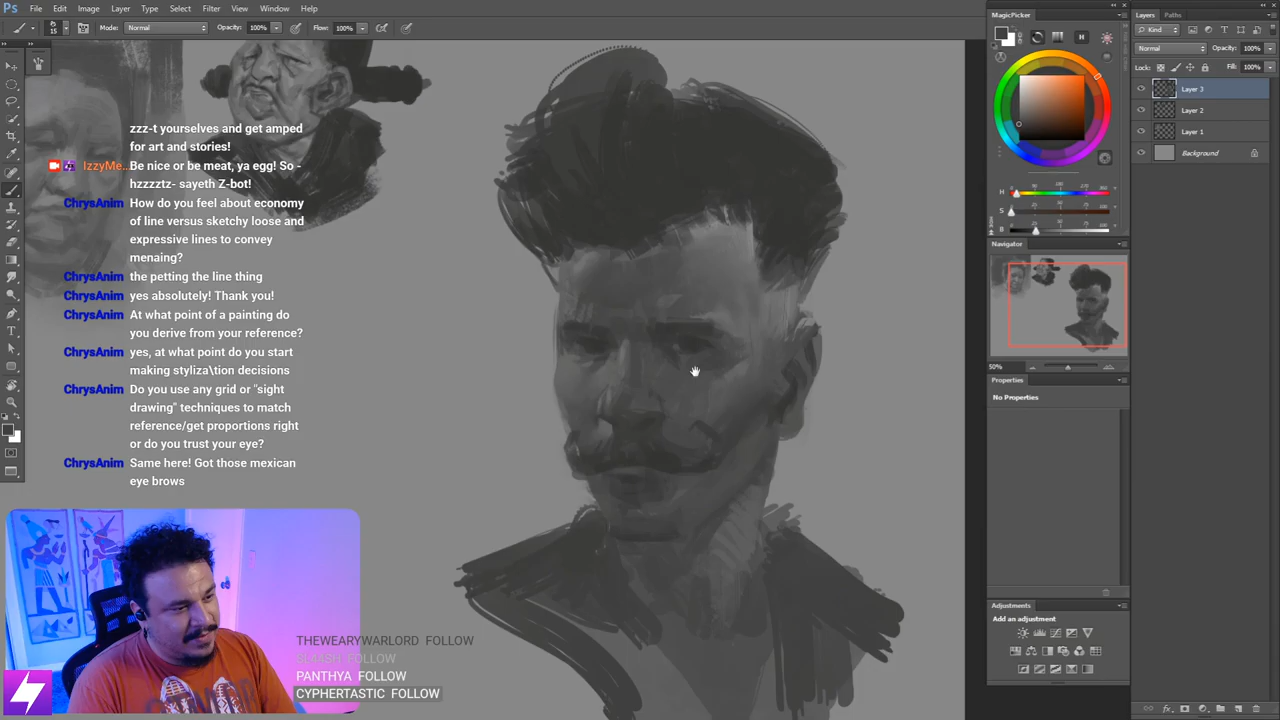 Ps File Edit Image Layer Type Select Filter View Window Help
15 Mode: Normal Opacity: 100% Flow: 100%
zzz-t yourselves and get amped
for art and stories!
IzzyMe... Be nice or be meat, ya egg! So -
hzzzztz- sayeth Z-bot!
ChrysAnim How do you feel about economy
of line versus sketchy loose and
expressive lines to convey
menaing?
ChrysAnim the petting the line thing
ChrysAnim yes absolutely! Thank you!
ChrysAnim At what point of a painting do
you derive from your reference?
ChrysAnim yes, at what point do you start
making styliza\tion decisions
ChrysAnim Do you use any grid or "sight
drawing" techniques to match
reference/get proportions right
or do you trust your eye?
ChrysAnim Same here! Got those mexican
eye brows
THEWEARYWARLORD FOLLOW
SL4ASH FOLLOW
PANTHYA FOLLOW
CYPHERTASTIC FOLLOW
MagicPicker
H
H
S
B
Navigator
50%
Properties
No Properties
Adjustments
Add an adjustment
Layers Paths
Kind
Normal Opacity: 100%
Lock: Fill: 100%
Layer 3
Layer 2
Layer 1
Background
fx